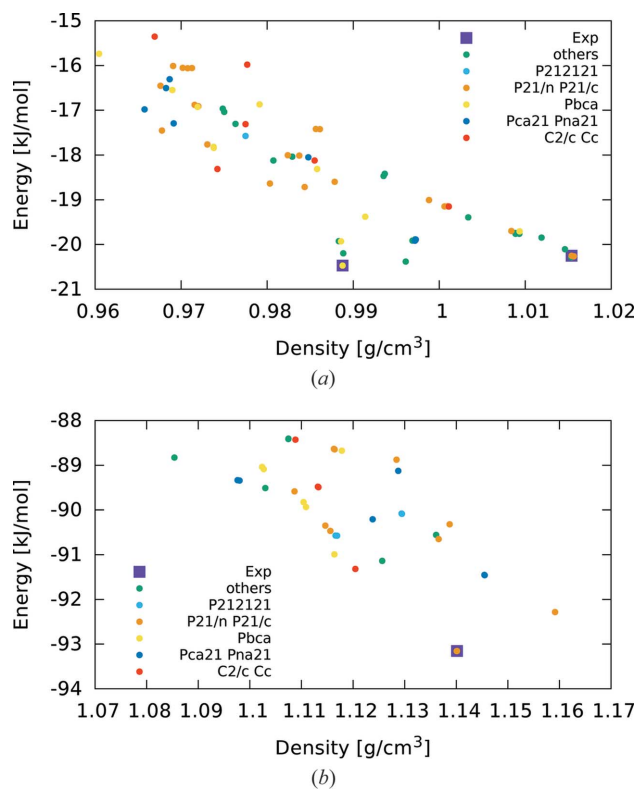 -15
-16
-17
-18
-19
-20
-21
Energy [kJ/mol]
Exp
others
P212121
P21/n P21/c
Pbca
Pca21 Pna21
C2/c Cc
0.96 0.97 0.98 0.99 1 1.01 1.02
Density [g/cm³]
(a)
-88
-89
-90
-91
-92
-93
-94
Energy [kJ/mol]
Exp
others
P212121
P21/n P21/c
Pbca
Pca21 Pna21
C2/c Cc
1.07 1.08 1.09 1.1 1.11 1.12 1.13 1.14 1.15 1.16 1.17
Density [g/cm³]
(b)